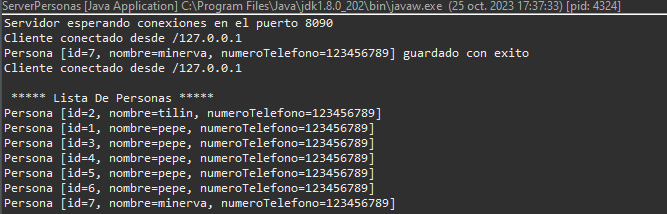 ServerPersonas [Java Application] C:\Program Files\Java\jdk1.8.0_202\bin\javaw.exe (25 oct. 2023 17:37:33) [pid: 4324]
Servidor esperando conexiones en el puerto 8090
Cliente conectado desde /127.0.0.1
Persona [id=7, nombre=minerva, numeroTelefono=123456789] guardado con exito
Cliente conectado desde /127.0.0.1
***** Lista De Personas *****
Persona [id=2, nombre=tilin, numeroTelefono=123456789]
Persona [id=1, nombre=pepe, numeroTelefono=123456789]
Persona [id=3, nombre=pepe, numeroTelefono=123456789]
Persona [id=4, nombre=pepe, numeroTelefono=123456789]
Persona [id=5, nombre=pepe, numeroTelefono=123456789]
Persona [id=6, nombre=pepe, numeroTelefono=123456789]
Persona [id=7, nombre=minerva, numeroTelefono=123456789]